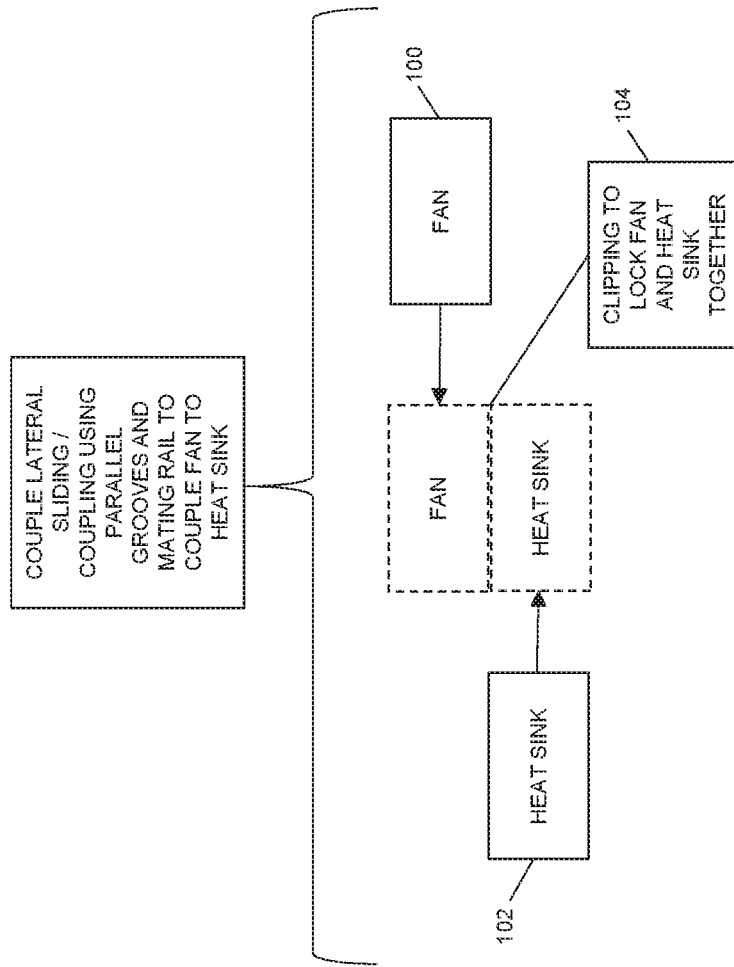 COUPLE LATERAL
SLIDING /
COUPLING USING
PARALLEL
GROOVES AND
MATING RAIL TO
COUPLE FAN TO
HEAT SINK
FAN
100
FAN
HEAT SINK
HEAT SINK
102
CLIPPING TO
LOCK FAN
AND HEAT
SINK
TOGETHER
104